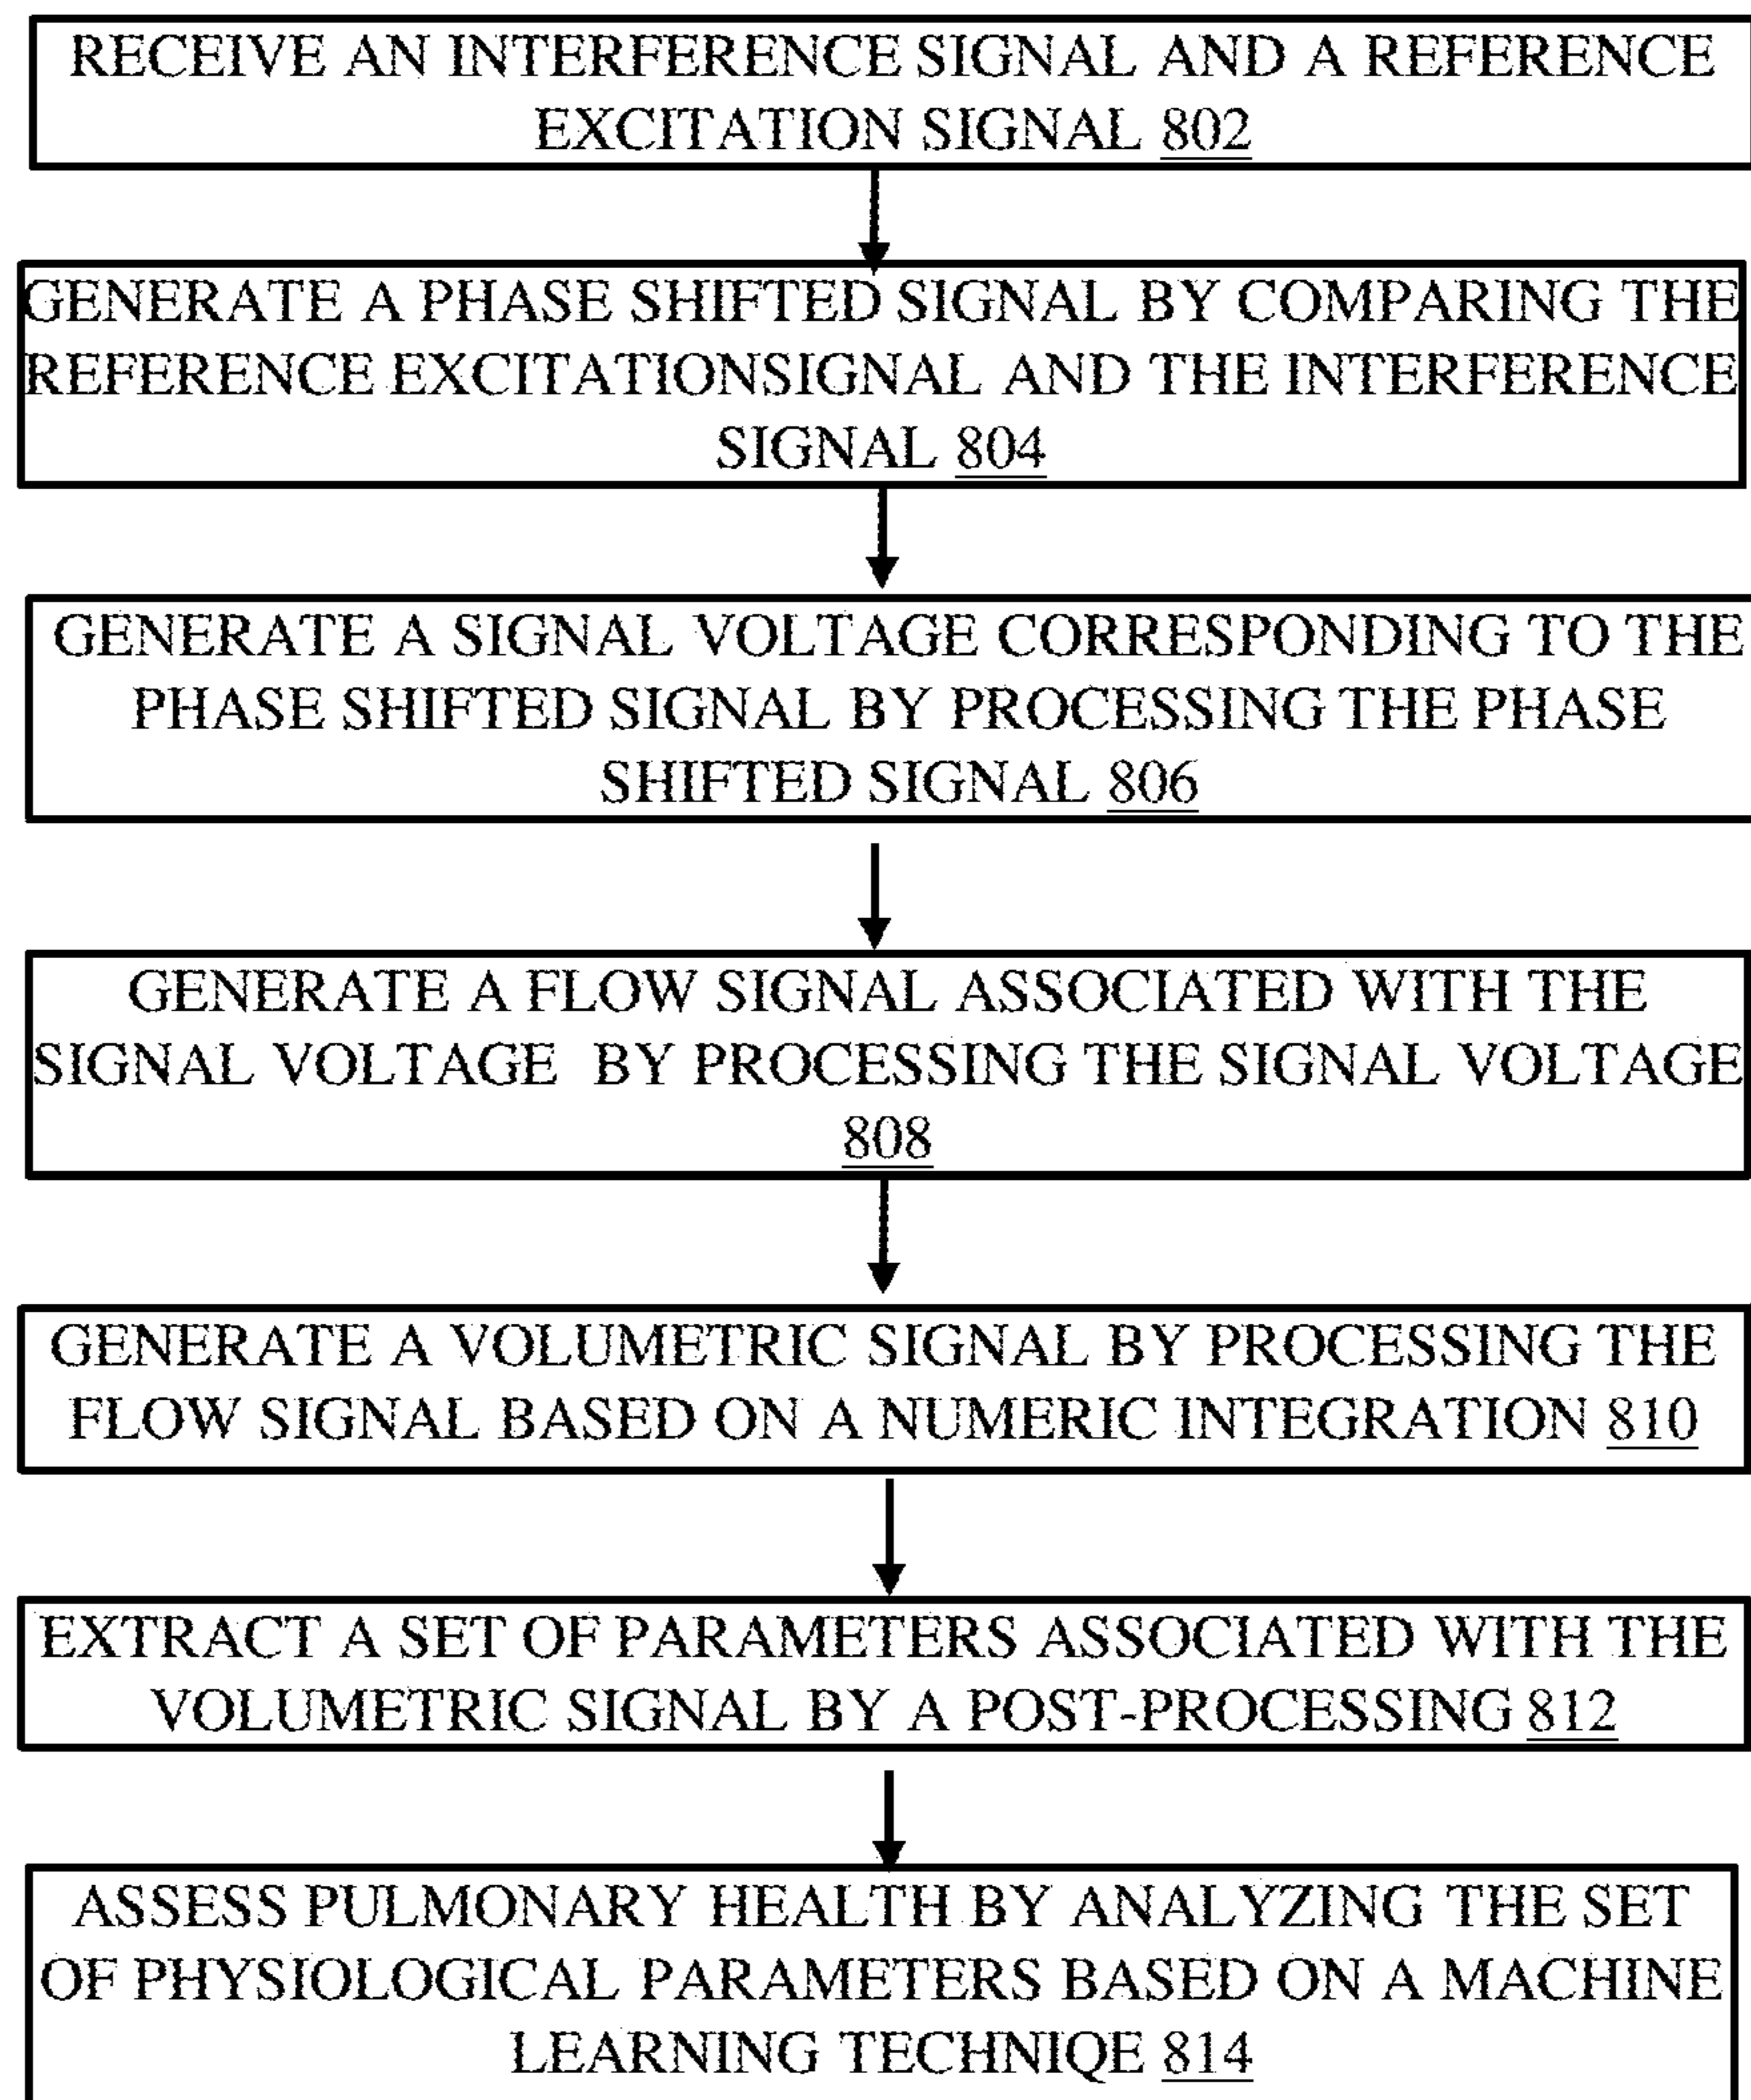 RECEIVE AN INTERFERENCE SIGNAL AND A REFERENCE
EXCITATION SIGNAL 802
GENERATE A PHASE SHIFTED SIGNAL BY COMPARING THE
REFERENCE EXCITATIONSIGNAL AND THE INTERFERENCE
SIGNAL 804
GENERATE A SIGNAL VOLTAGE CORRESPONDING TO THE
PHASE SHIFTED SIGNAL BY PROCESSING THE PHASE
SHIFTED SIGNAL 806
GENERATE A FLOW SIGNAL ASSOCIATED WITH THE
SIGNAL VOLTAGE BY PROCESSING THE SIGNAL VOLTAGE
808
GENERATE A VOLUMETRIC SIGNAL BY PROCESSING THE
FLOW SIGNAL BASED ON A NUMERIC INTEGRATION 810
EXTRACT A SET OF PARAMETERS ASSOCIATED WITH THE
VOLUMETRIC SIGNAL BY A POST-PROCESSING 812
ASSESS PULMONARY HEALTH BY ANALYZING THE SET
OF PHYSIOLOGICAL PARAMETERS BASED ON A MACHINE
LEARNING TECHNIQE 814